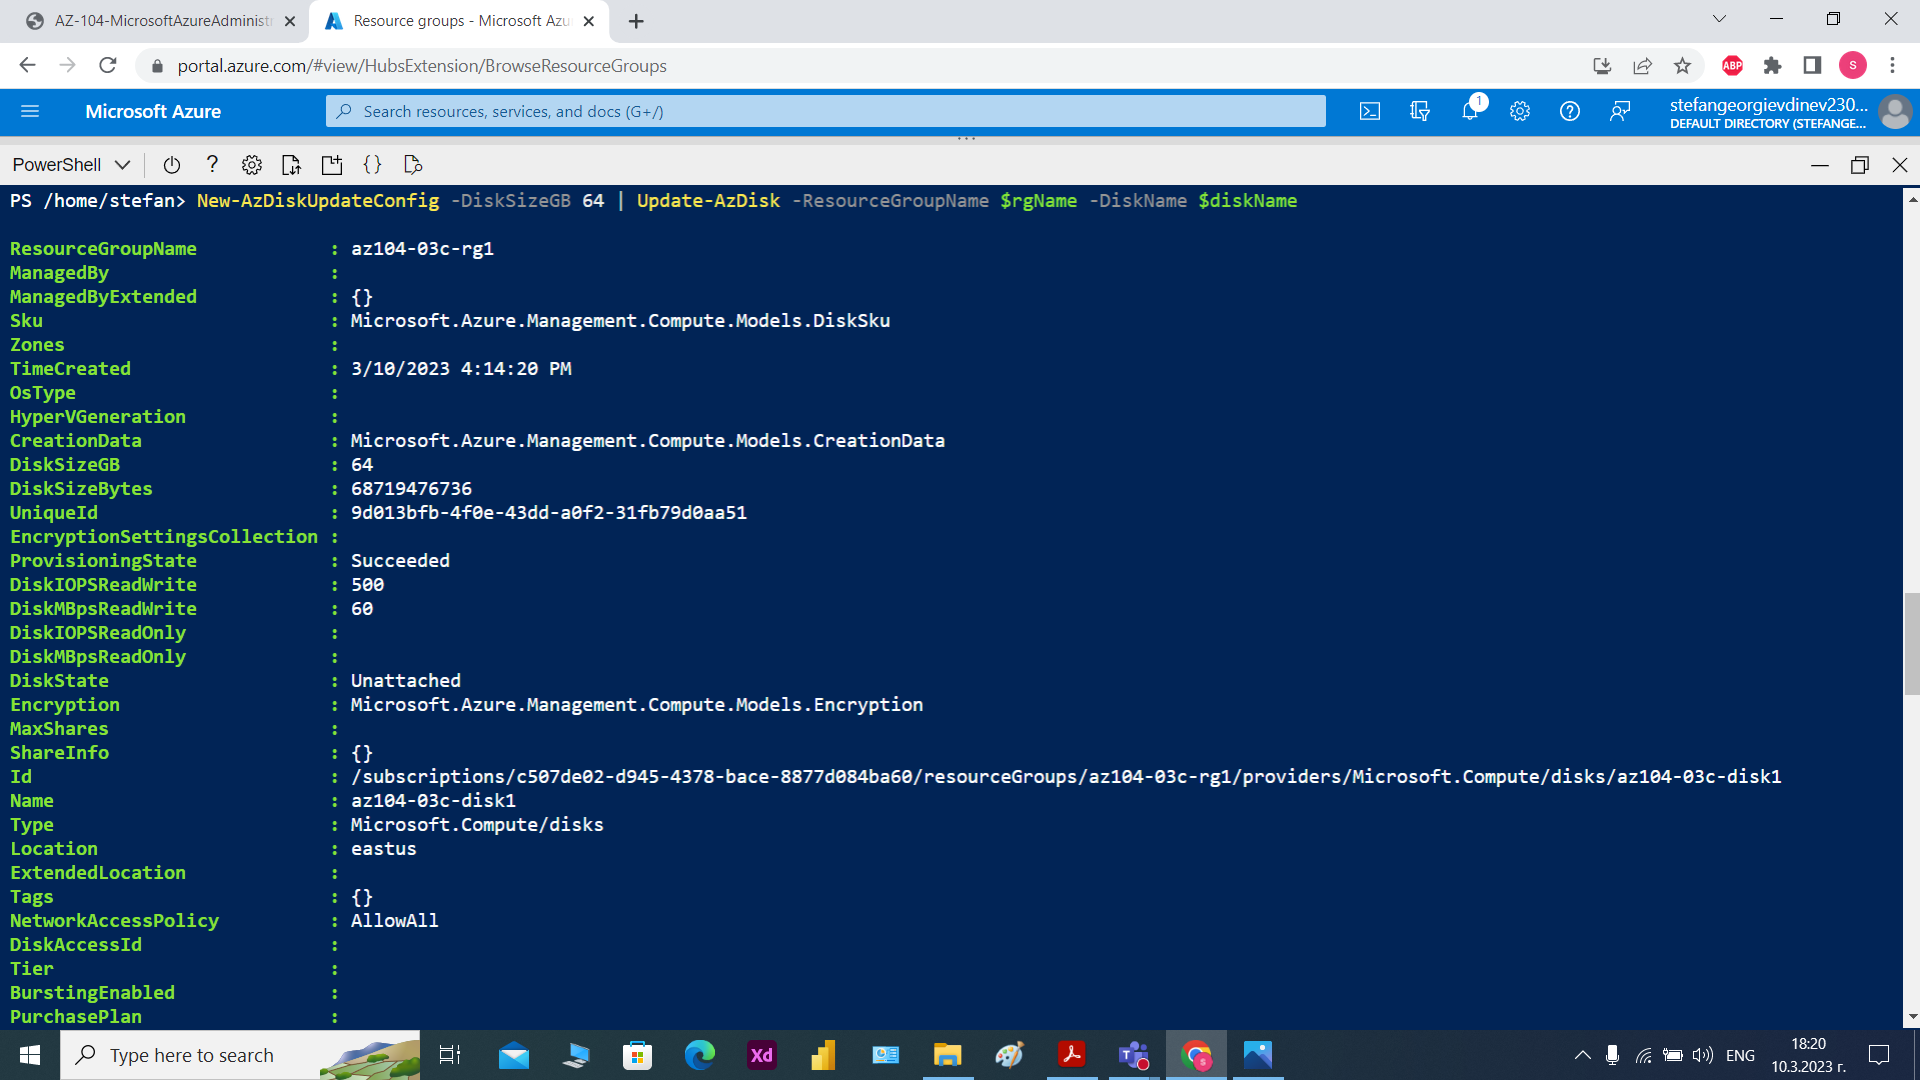 AZ-104-MicrosoftAzureAdministr
Resource groups - Microsoft Azu
portal.azure.com/#view/HubsExtension/BrowseResourceGroups
ABP
S
Microsoft Azure
Search resources, services, and docs (G+/)
1
stefangeorgievdinev230...
DEFAULT DIRECTORY (STEFANGE...
PowerShell
PS /home/stefan> New-AzDiskUpdateConfig -DiskSizeGB 64 | Update-AzDisk -ResourceGroupName $rgName -DiskName $diskName
ResourceGroupName : az104-03c-rg1
ManagedBy :
ManagedByExtended : {}
Sku : Microsoft.Azure.Management.Compute.Models.DiskSku
Zones :
TimeCreated : 3/10/2023 4:14:20 PM
OsType :
HyperVGeneration :
CreationData : Microsoft.Azure.Management.Compute.Models.CreationData
DiskSizeGB : 64
DiskSizeBytes : 68719476736
UniqueId : 9d013bfb-4f0e-43dd-a0f2-31fb79d0aa51
EncryptionSettingsCollection :
ProvisioningState : Succeeded
DiskIOPSReadWrite : 500
DiskMBpsReadWrite : 60
DiskIOPSReadOnly :
DiskMBpsReadOnly :
DiskState : Unattached
Encryption : Microsoft.Azure.Management.Compute.Models.Encryption
MaxShares :
ShareInfo : {}
Id : /subscriptions/c507de02-d945-4378-bace-8877d084ba60/resourceGroups/az104-03c-rg1/providers/Microsoft.Compute/disks/az104-03c-disk1
Name : az104-03c-disk1
Type : Microsoft.Compute/disks
Location : eastus
ExtendedLocation :
Tags : {}
NetworkAccessPolicy : AllowAll
DiskAccessId :
Tier :
BurstingEnabled :
PurchasePlan :
Type here to search
Xd
ENG
18:20
10.3.2023 г.